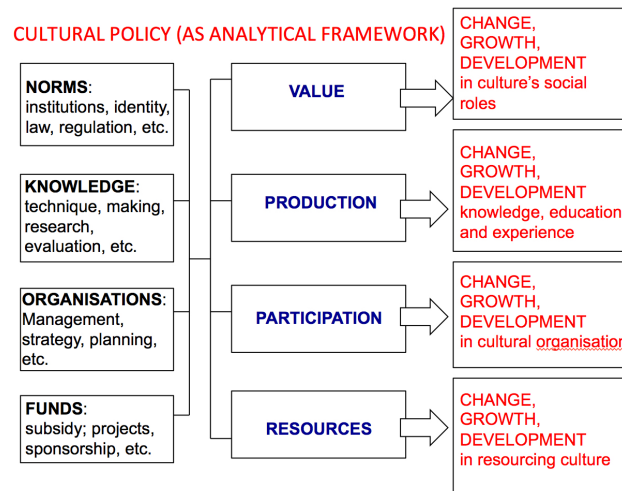 CULTURAL POLICY (AS ANALYTICAL FRAMEWORK)
NORMS:
institutions, identity,
law, regulation, etc.
KNOWLEDGE:
technique, making,
research,
evaluation, etc.
ORGANISATIONS:
Management,
strategy, planning,
etc.
FUNDS:
subsidy; projects,
sponsorship, etc.
VALUE
PRODUCTION
PARTICIPATION
RESOURCES
CHANGE,
GROWTH,
DEVELOPMENT
in culture’s social
roles
CHANGE,
GROWTH,
DEVELOPMENT
knowledge, education
and experience
CHANGE,
GROWTH,
DEVELOPMENT
in cultural organisation
CHANGE,
GROWTH,
DEVELOPMENT
in resourcing culture